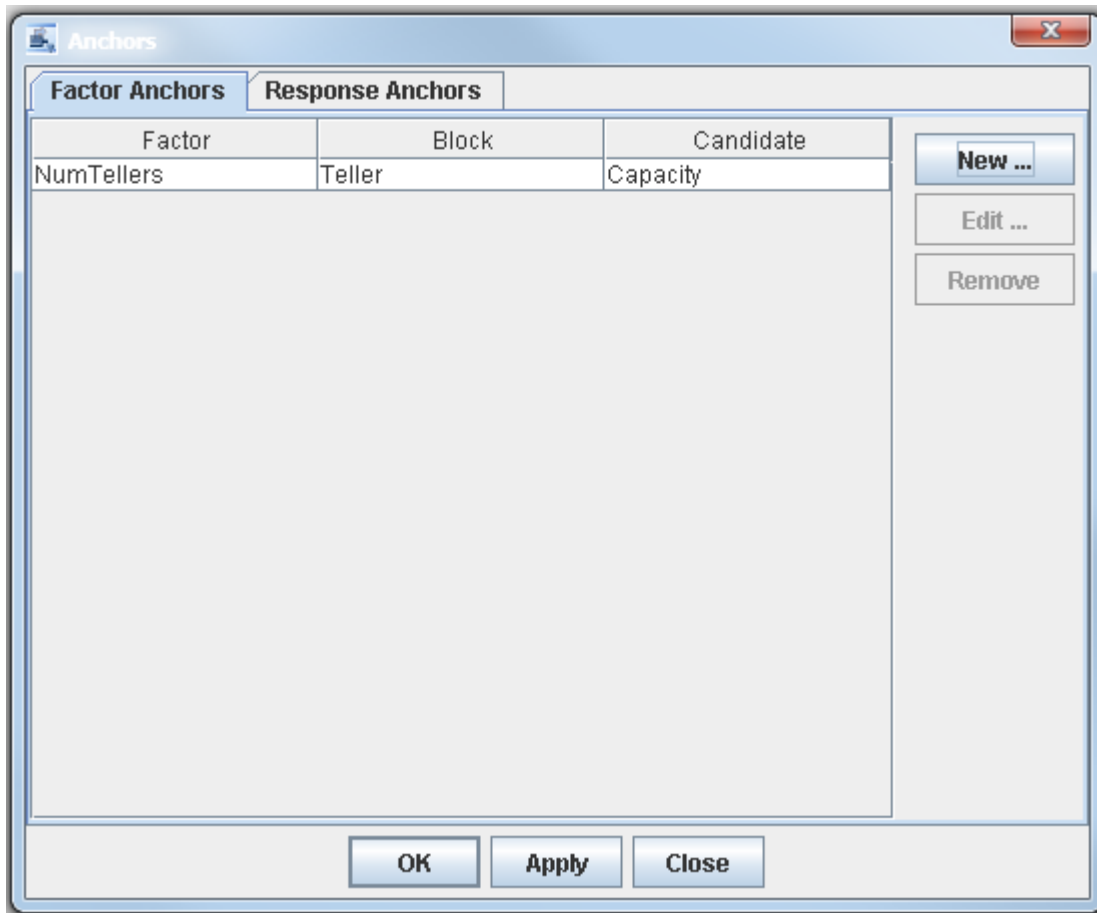 Anchors
Factor Anchors Response Anchors
Factor Block Candidate
NumTellers Teller Capacity
New ...
Edit ...
Remove
OK Apply Close